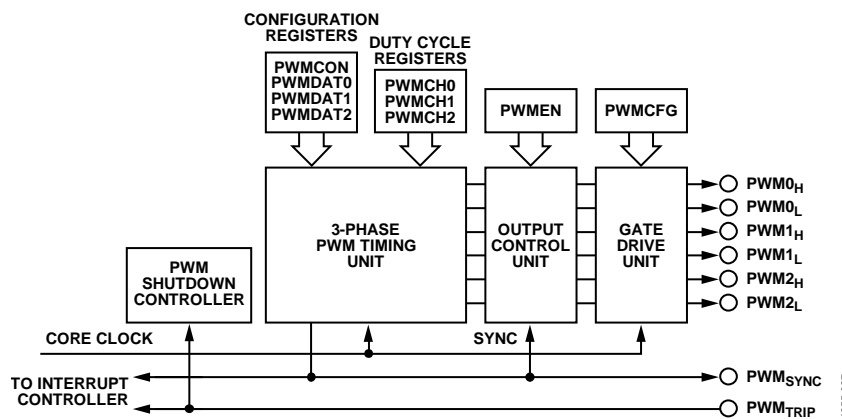 CONFIGURATION
REGISTERS
PWMCON
PWMDAT0
PWMDAT1
PWMDAT2
DUTY CYCLE
REGISTERS
PWMCH0
PWMCH1
PWMCH2
PWMEN
PWMCFG
3-PHASE
PWM TIMING
UNIT
OUTPUT
CONTROL
UNIT
GATE
DRIVE
UNIT
PWM0H
PWM0L
PWM1H
PWM1L
PWM2H
PWM2L
PWM
SHUTDOWN
CONTROLLER
CORE CLOCK
SYNC
TO INTERRUPT
CONTROLLER
PWMSYNC
PWMTRIP